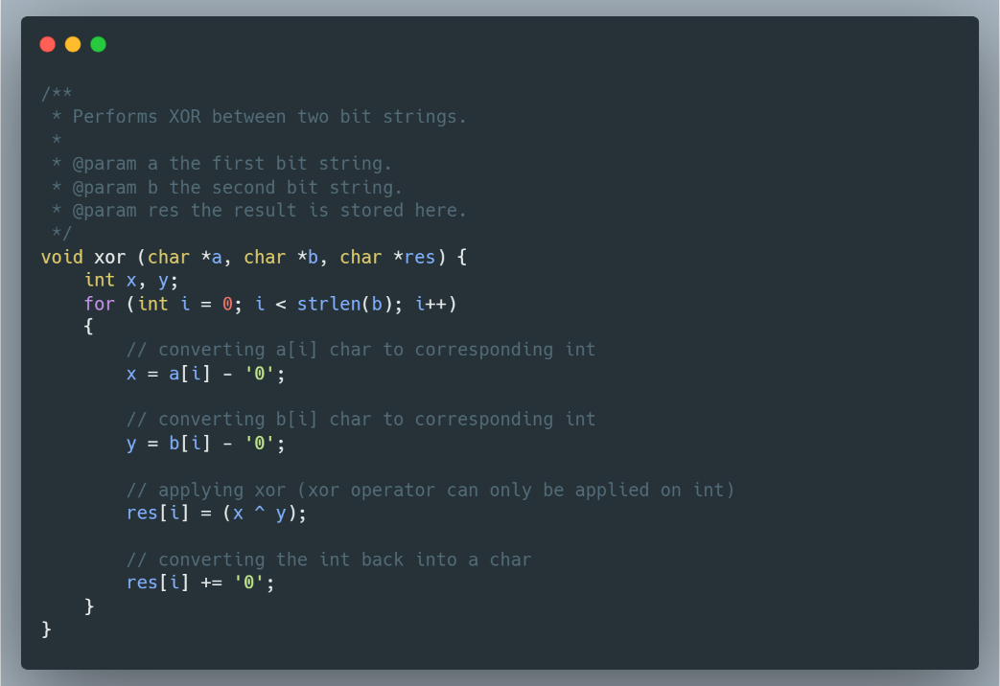 /**
 * Performs XOR between two bit strings.
 *
 * @param a the first bit string.
 * @param b the second bit string.
 * @param res the result is stored here.
 */
void xor (char *a, char *b, char *res) {
    int x, y;
    for (int i = 0; i < strlen(b); i++)
    {
        // converting a[i] char to corresponding int
        x = a[i] - '0';

        // converting b[i] char to corresponding int
        y = b[i] - '0';

        // applying xor (xor operator can only be applied on int)
        res[i] = (x ^ y);

        // converting the int back into a char
        res[i] += '0';
    }
}